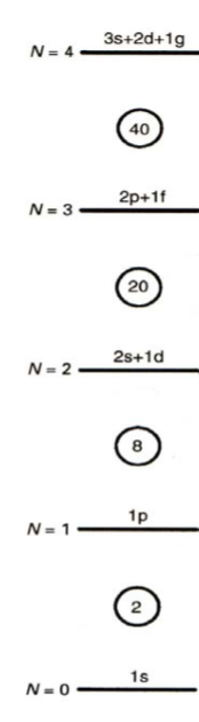 3s+2d+1g
N = 4
40
2p+1f
N = 3
20
2s+1d
N = 2
8
1p
N = 1
2
1s
N = 0